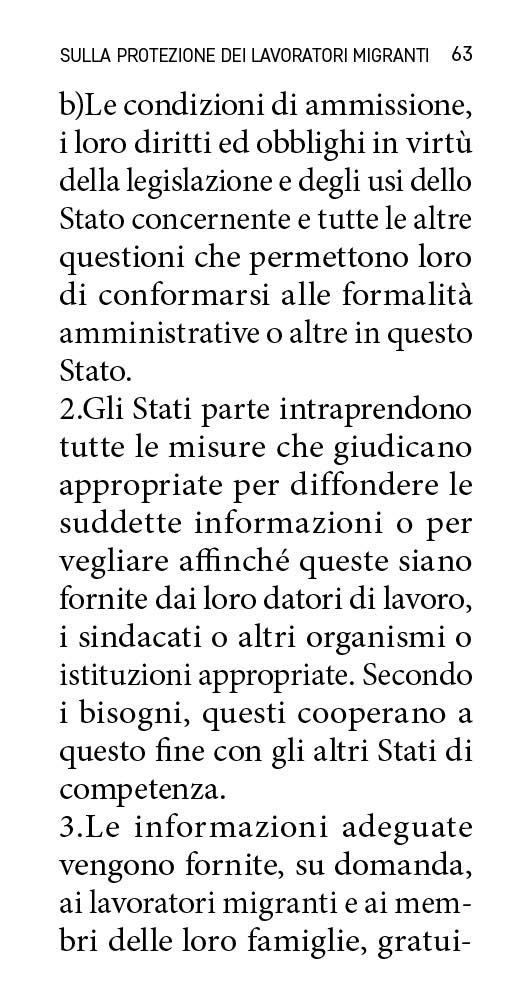 SULLA PROTEZIONE DEI LAVORATORI MIGRANTI 63
b)Le condizioni di ammissione,
i loro diritti ed obblighi in virtù
della legislazione e degli usi dello
Stato concernente e tutte le altre
questioni che permettono loro
di conformarsi alle formalità
amministrative o altre in questo
Stato.
2.Gli Stati parte intraprendono
tutte le misure che giudicano
appropriate per diffondere le
suddette informazioni o per
vegliare affinché queste siano
fornite dai loro datori di lavoro,
i sindacati o altri organismi o
istituzioni appropriate. Secondo
i bisogni, questi cooperano a
questo fine con gli altri Stati di
competenza.
3.Le informazioni adeguate
vengono fornite, su domanda,
ai lavoratori migranti e ai mem-
bri delle loro famiglie, gratui-